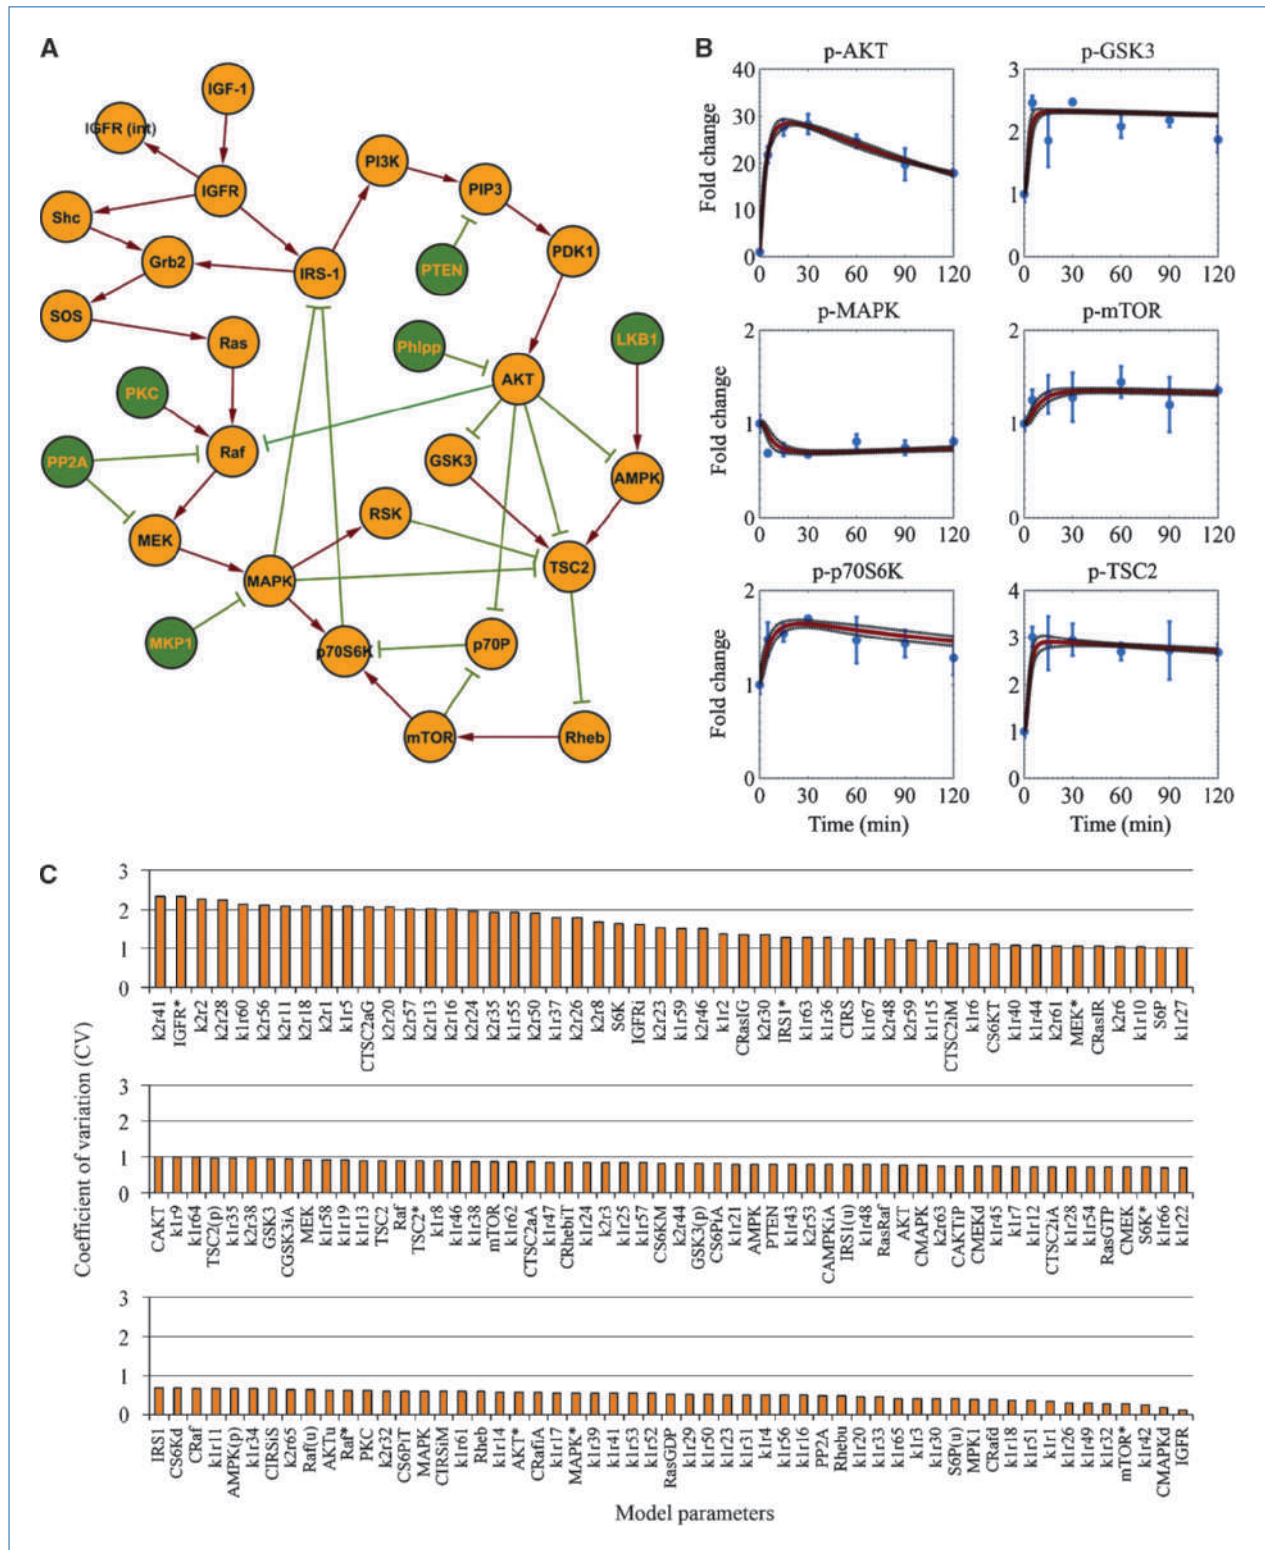 A
IGF-1
IGFR (int)
IGFR
PI3K
PIP3
Shc
Grb2
IRS-1
PTEN
PDK1
SOS
Ras
Phlpp
LKB1
PKC
AKT
PP2A
Raf
GSK3
AMPK
RSK
MEK
MAPK
TSC2
MKP1
p70S6K
p70P
mTOR
Rheb
B
p-AKT
p-GSK3
Fold change
40
30
20
10
0
0 30 60 90 120
3
2
1
0
0 30 60 90 120
p-MAPK
p-mTOR
Fold change
2
1
0
0 30 60 90 120
2
1
0
0 30 60 90 120
p-p70S6K
p-TSC2
Fold change
2
1
0
0 30 60 90 120
Time (min)
4
3
2
1
0
0 30 60 90 120
Time (min)
C
Coefficient of variation (CV)
3
2
1
0
k2r41 IGFR* k2r2 k2r28 k1r60 k2r56 k2r11 k2r18 k2r1 k1r5 CTSC2aG k2r20 k2r57 k2r13 k2r16 k2r24 k2r35 k1r55 k2r50 k1r37 k2r26 k2r8 S6K IGFRi k2r23 k1r59 k2r46 k1r2 CRasIG k2r30 IRS1* k1r63 k1r36 CIRS k1r67 k2r48 k2r59 k1r15 CTSC2iM k1r6 CS6KT k1r40 k1r44 k2r61 MEK* CRasIR k2r6 k1r10 S6P k1r27
3
2
1
0
CAKT k1r9 k1r64 TSC2(p) k1r35 k2r38 GSK3 CGSK3iA MEK k1r58 k1r19 k1r13 TSC2 Raf TSC2* k1r8 k1r46 k1r38 mTOR k1r62 CTSC2aA k1r47 CRhebiT k1r24 k2r3 k1r25 k1r57 CS6KM k2r44 GSK3(p) CS6PiA k1r21 AMPK PTEN k1r43 k2r53 CAMPKiA IRS1(u) k1r48 RasRaf AKT CMAPK k2r63 CAKTiP CMEKd k1r45 k1r7 k1r12 CTSC2iA k1r28 k1r54 RasGTP CMEK S6K* k1r66 k1r22
3
2
1
0
IRS1 CS6Kd CRaf k1r11 AMPK(p) k1r34 CIRSiS k2r65 Raf(u) AKTu Raf* PKC k2r32 CS6PiT MAPK CIRSiM k1r61 Rheb k1r14 AKT* CRafiA k1r17 MAPK* k1r39 k1r41 k1r53 k1r52 RasGDP k1r29 k1r50 k1r23 k1r31 k1r4 k1r56 k1r16 PP2A Rhebu k1r20 k1r33 k1r65 k1r3 k1r30 S6P(u) MPK1 CRafd k1r18 k1r51 k1r1 k1r26 k1r49 k1r32 mTOR* k1r42 CMAPKd IGFR
Model parameters